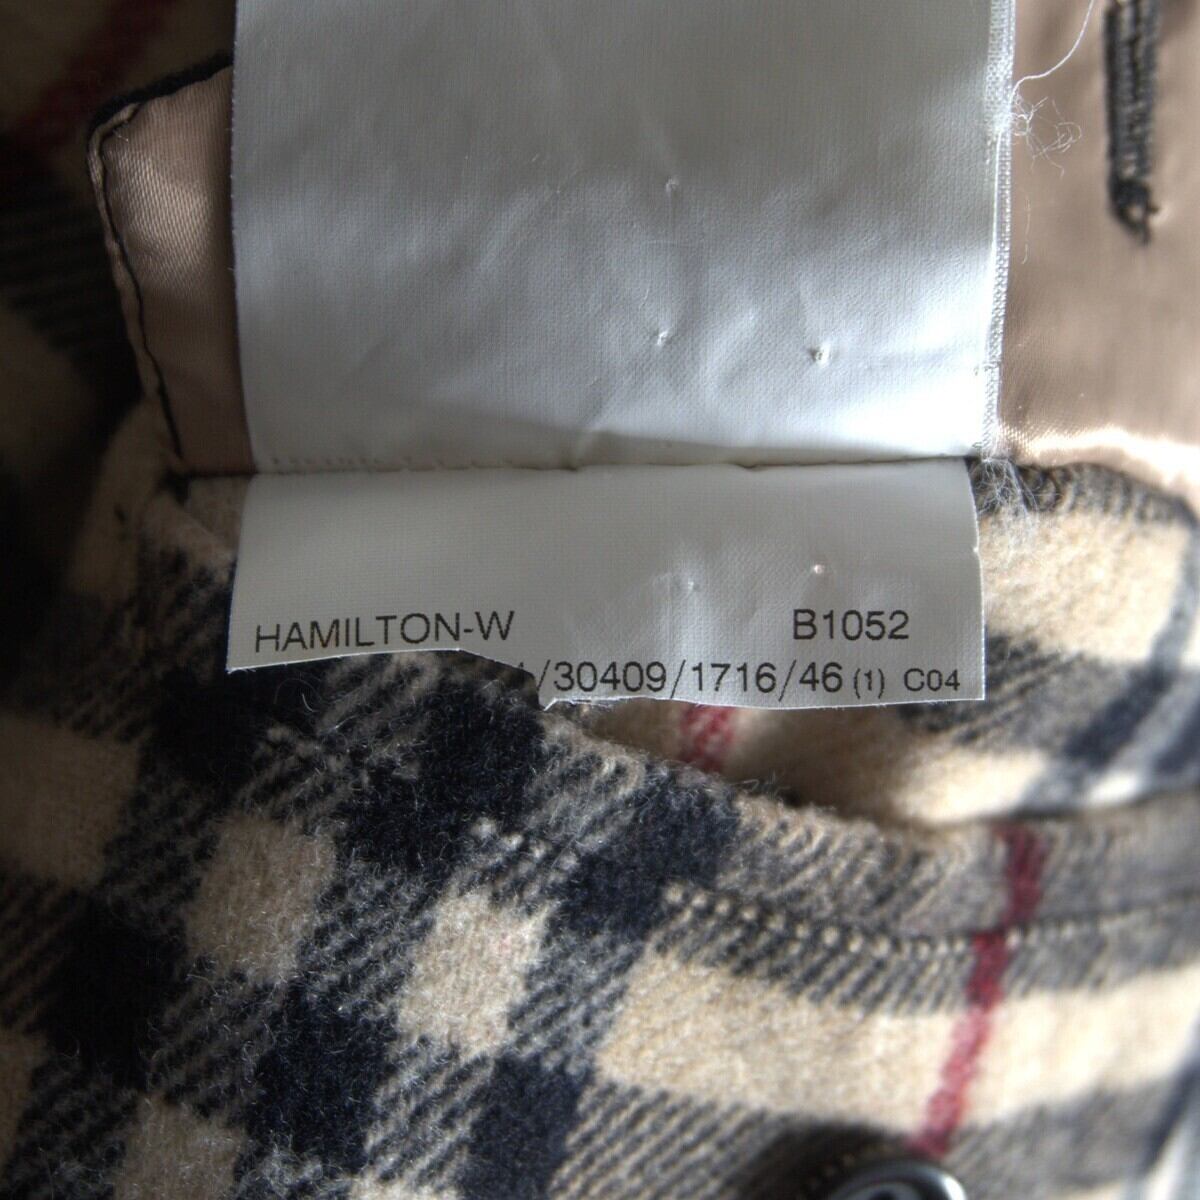 HAMILTON-W B1052
/30409/1716/46 (1) C04